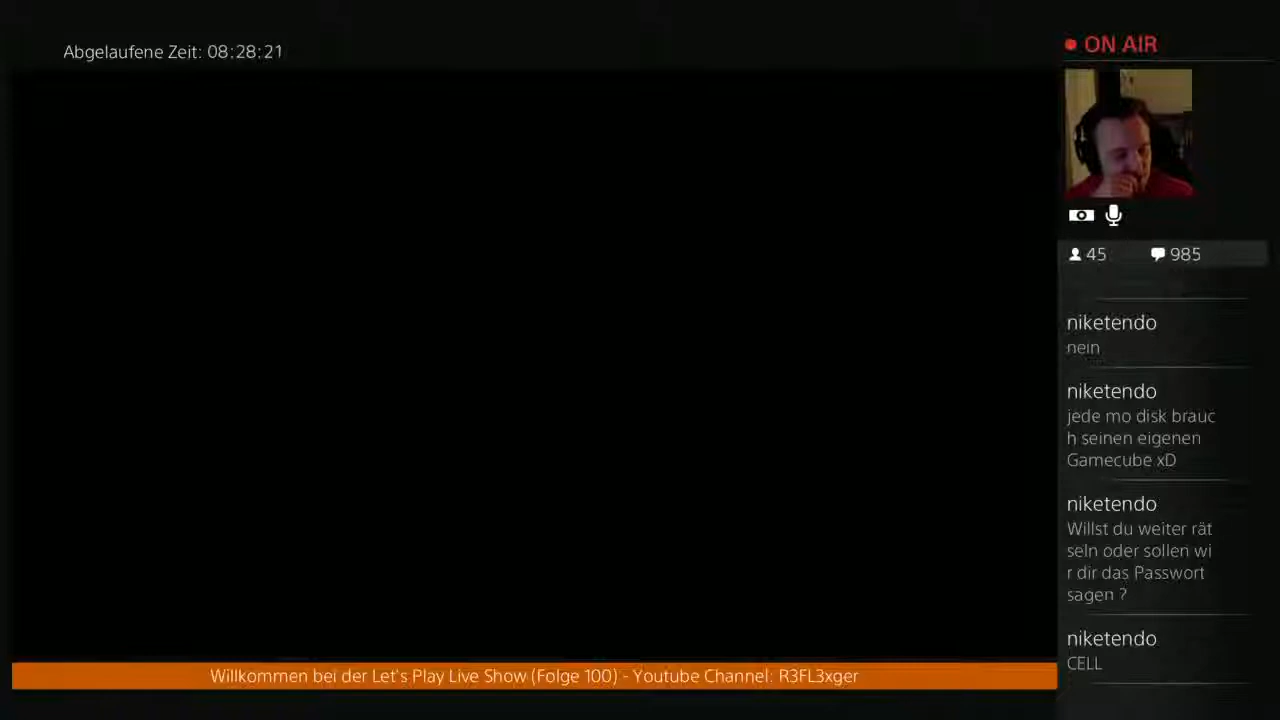 Abgelaufene Zeit: 08:28:21
ON AIR
45 985
niketendo
nein
niketendo
jede mo disk brauc
h seinen eigenen
Gamecube xD
niketendo
Willst du weiter rät
seln oder sollen wi
r dir das Passwort
sagen ?
niketendo
CELL
Willkommen bei der Let's Play Live Show (Folge 100) - Youtube Channel: R3FL3xger